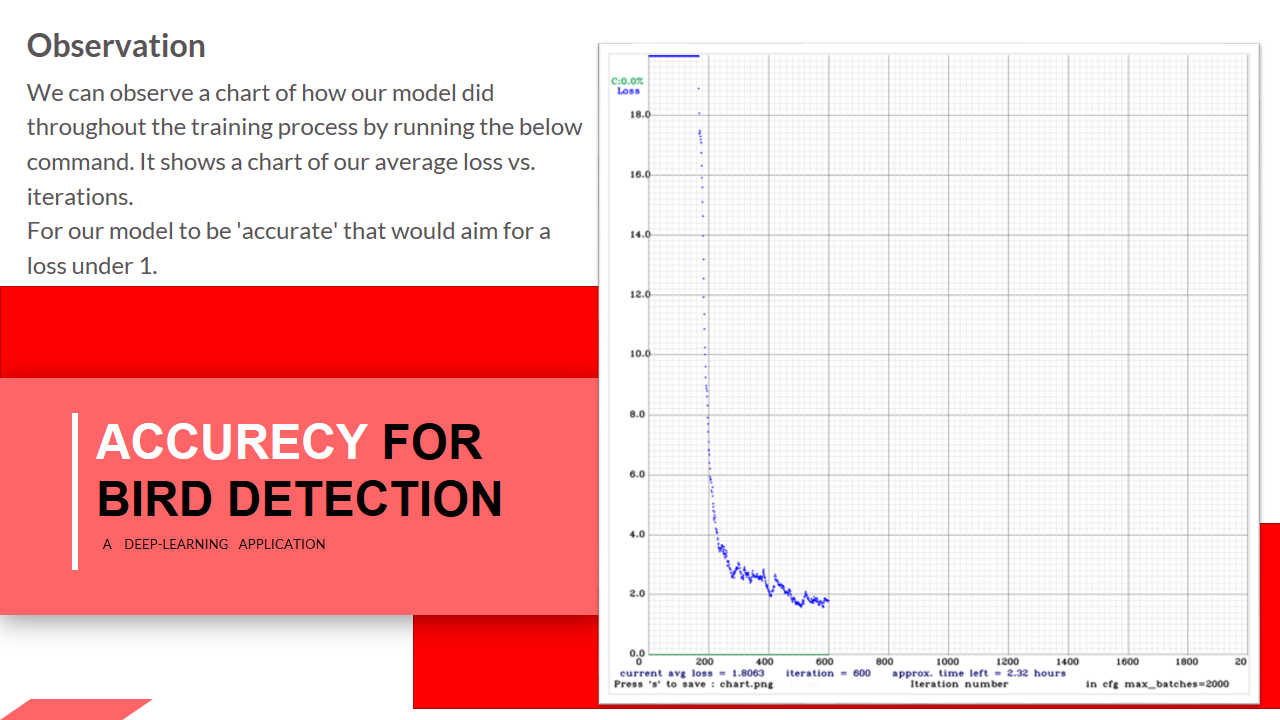 Observation
We can observe a chart of how our model did
throughout the training process by running the below
command. It shows a chart of our average loss vs.
iterations.
For our model to be 'accurate' that would aim for a
loss under 1.
ACCURECY FOR
BIRD DETECTION
A DEEP-LEARNING APPLICATION
C:0.0%
Loss
18.0
16.0
14.0
12.0
10.0
8.0
6.0
4.0
2.0
0.0
0 200 400 600 800 1000 1200 1400 1600 1800 20
current avg loss = 1.8063 iteration = 600 approx. time left = 2.32 hours
Press 's' to save : chart.png Iteration number in cfg max_batches=2000